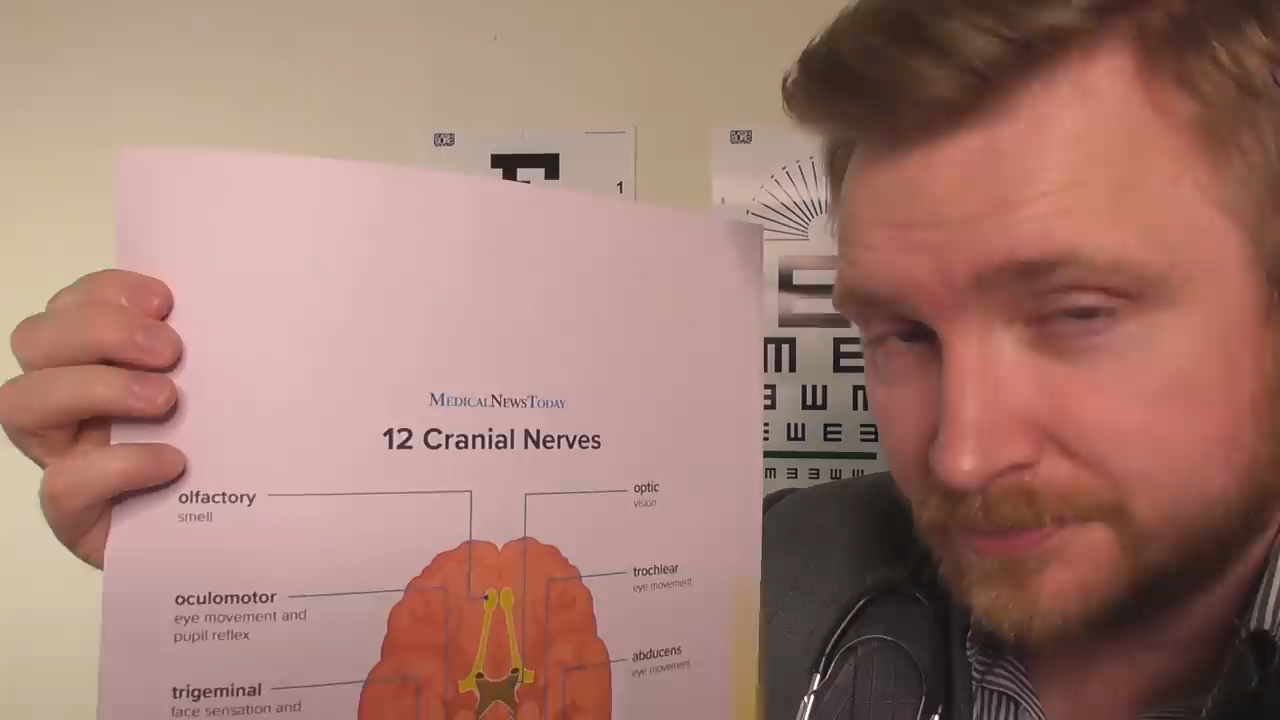 E
1
MEDICALNEWSTODAY
12 Cranial Nerves
olfactory
smell
optic
vision
trochlear
eye movement
oculomotor
eye movement and
pupil reflex
abducens
eye movement
trigeminal
face sensation and
E
M E
E W M
E W E E
M E E W W